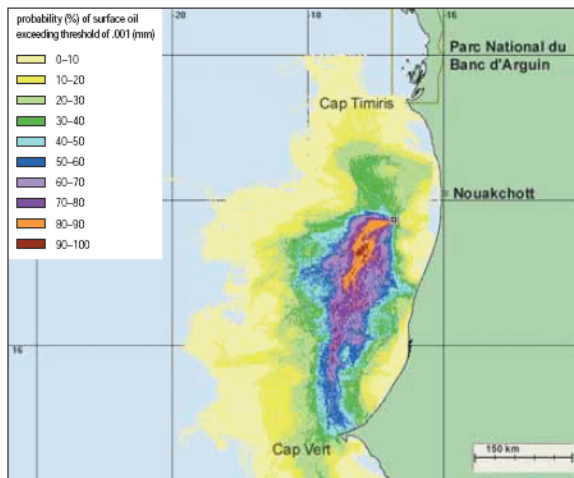 probability (%) of surface oil
exceeding threshold of .001 (mm)
0–10
10–20
20–30
30–40
40–50
50–60
60–70
70–80
80–90
90–100
-20
-18
-16
Parc National du
Banc d'Arguin
Cap Timiris
Nouakchott
16
Cap Vert
150 km